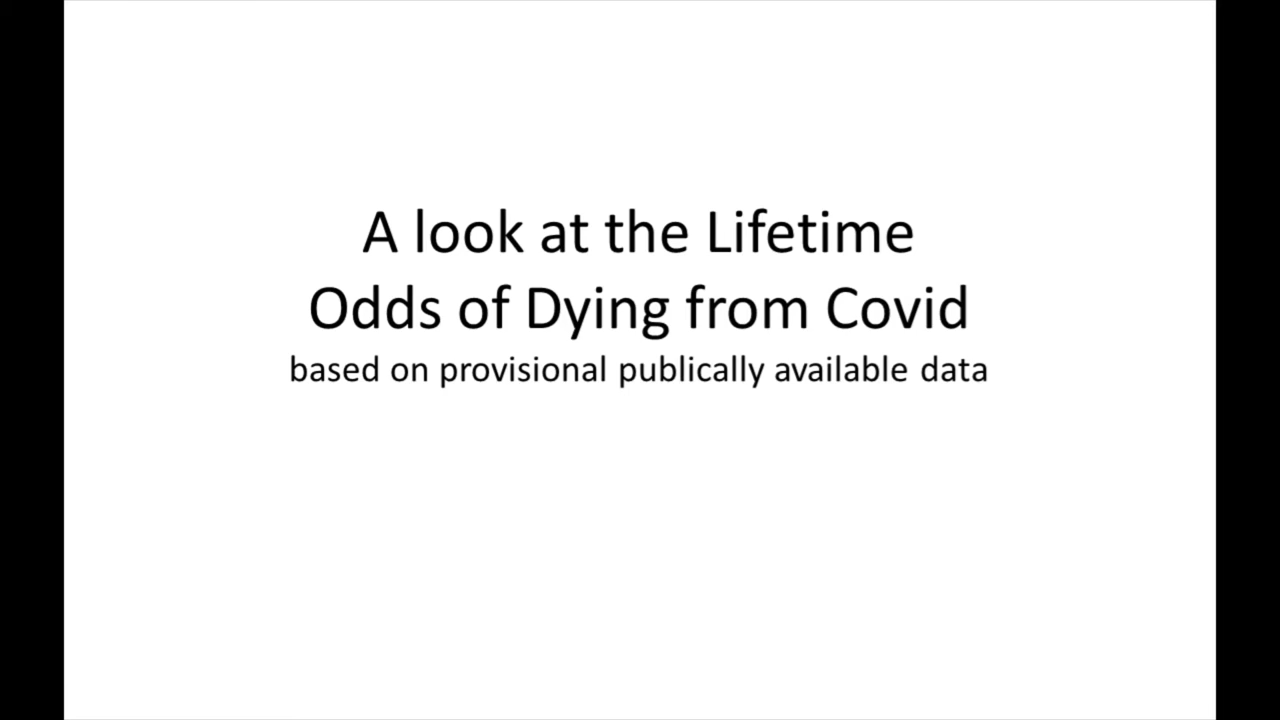 A look at the Lifetime
Odds of Dying from Covid
based on provisional publically available data